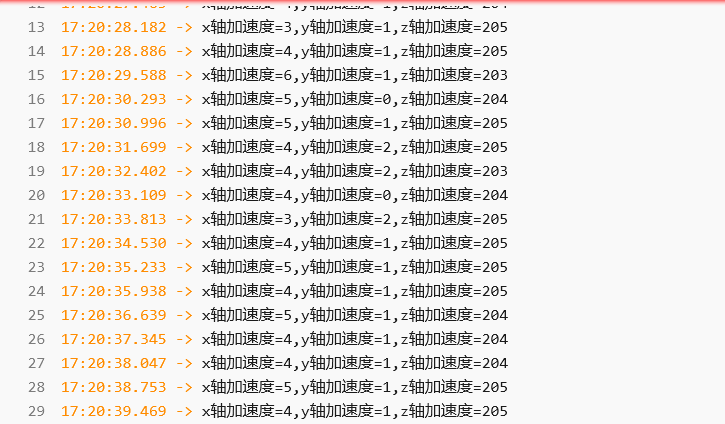 13 17:20:28.182 -> x轴加速度=3,y轴加速度=1,z轴加速度=205
14 17:20:28.886 -> x轴加速度=4,y轴加速度=1,z轴加速度=205
15 17:20:29.588 -> x轴加速度=6,y轴加速度=1,z轴加速度=203
16 17:20:30.293 -> x轴加速度=5,y轴加速度=0,z轴加速度=204
17 17:20:30.996 -> x轴加速度=5,y轴加速度=1,z轴加速度=205
18 17:20:31.699 -> x轴加速度=4,y轴加速度=2,z轴加速度=205
19 17:20:32.402 -> x轴加速度=4,y轴加速度=2,z轴加速度=203
20 17:20:33.109 -> x轴加速度=4,y轴加速度=0,z轴加速度=204
21 17:20:33.813 -> x轴加速度=3,y轴加速度=2,z轴加速度=205
22 17:20:34.530 -> x轴加速度=4,y轴加速度=1,z轴加速度=205
23 17:20:35.233 -> x轴加速度=5,y轴加速度=1,z轴加速度=205
24 17:20:35.938 -> x轴加速度=4,y轴加速度=1,z轴加速度=205
25 17:20:36.639 -> x轴加速度=5,y轴加速度=1,z轴加速度=204
26 17:20:37.345 -> x轴加速度=4,y轴加速度=1,z轴加速度=204
27 17:20:38.047 -> x轴加速度=4,y轴加速度=1,z轴加速度=204
28 17:20:38.753 -> x轴加速度=5,y轴加速度=1,z轴加速度=205
29 17:20:39.469 -> x轴加速度=4,y轴加速度=1,z轴加速度=205